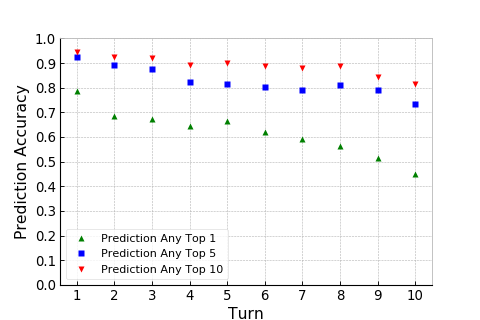 1.0
0.9
0.8
0.7
0.6
0.5
0.4
0.3
0.2
0.1
0.0
Prediction Accuracy
Prediction Any Top 1
Prediction Any Top 5
Prediction Any Top 10
1 2 3 4 5 6 7 8 9 10
Turn